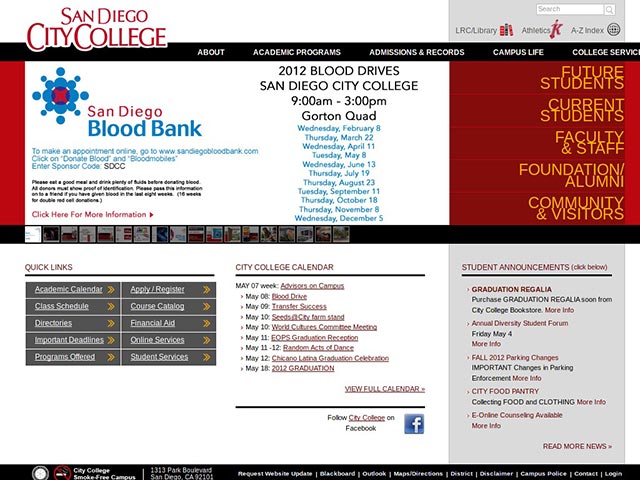 SAN DIEGO
CITY COLLEGE
Search
LRC/Library
Athletics
A-Z Index
ABOUT
ACADEMIC PROGRAMS
ADMISSIONS & RECORDS
CAMPUS LIFE
COLLEGE SERVIC
San Diego
Blood Bank
To make an appointment online, go to www.sandiegobloodbank.com
Click on "Donate Blood" and "Bloodmobiles"
Enter Sponsor Code: SDCC
Please eat a good meal and drink plenty of fluids before donating blood.
All donors must show proof of identification. Please pass this information
on to a friend if you have given blood in the last eight weeks. (16 weeks
for double red cell donations.)
Click Here For More Information
2012 BLOOD DRIVES
SAN DIEGO CITY COLLEGE
9:00am - 3:00pm
Gorton Quad
Wednesday, February 8
Thursday, March 22
Wednesday, April 11
Tuesday, May 8
Wednesday, June 13
Thursday, July 19
Thursday, August 23
Tuesday, September 11
Thursday, October 18
Thursday, November 8
Wednesday, December 5
FUTURE
STUDENTS
CURRENT
STUDENTS
FACULTY
& STAFF
FOUNDATION/
ALUMNI
COMMUNITY
& VISITORS
QUICK LINKS
Academic Calendar
Apply / Register
Class Schedule
Course Catalog
Directories
Financial Aid
Important Deadlines
Online Services
Programs Offered
Student Services
CITY COLLEGE CALENDAR
MAY 07 week: Advisors on Campus
May 08: Blood Drive
May 09: Transfer Success
May 10: Seeds@City farm stand
May 10: World Cultures Committee Meeting
May 11: EOPS Graduation Reception
May 11 -12: Random Acts of Dance
May 12: Chicano Latina Graduation Celebration
May 18: 2012 GRADUATION
VIEW FULL CALENDAR »
Follow City College on
Facebook
STUDENT ANNOUNCEMENTS (click below)
GRADUATION REGALIA
Purchase GRADUATION REGALIA soon from
City College Bookstore. More Info
Annual Diversity Student Forum
Friday May 4
More Info
FALL 2012 Parking Changes
IMPORTANT Changes in Parking
Enforcement More Info
CITY FOOD PANTRY
Collecting FOOD and CLOTHING More Info
E-Online Counseling Available
More Info
READ MORE NEWS »
City College
Smoke-Free Campus
1313 Park Boulevard
San Diego, CA 92101
Request Website Update | Blackboard | Outlook | Maps/Directions | District | Disclaimer | Campus Police | Contact | Login